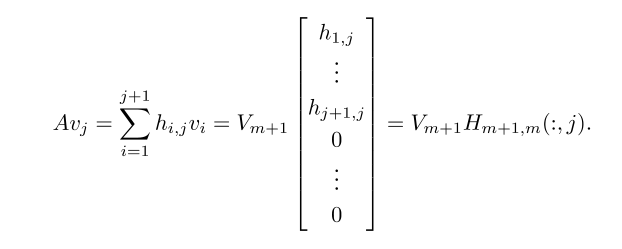 $$Av_j = \sum_{i=1}^{j+1} h_{i,j} v_i = V_{m+1} \begin{bmatrix} h_{1,j} \\ \vdots \\ h_{j+1,j} \\ 0 \\ \vdots \\ 0 \end{bmatrix} = V_{m+1} H_{m+1,m}(:,j).$$